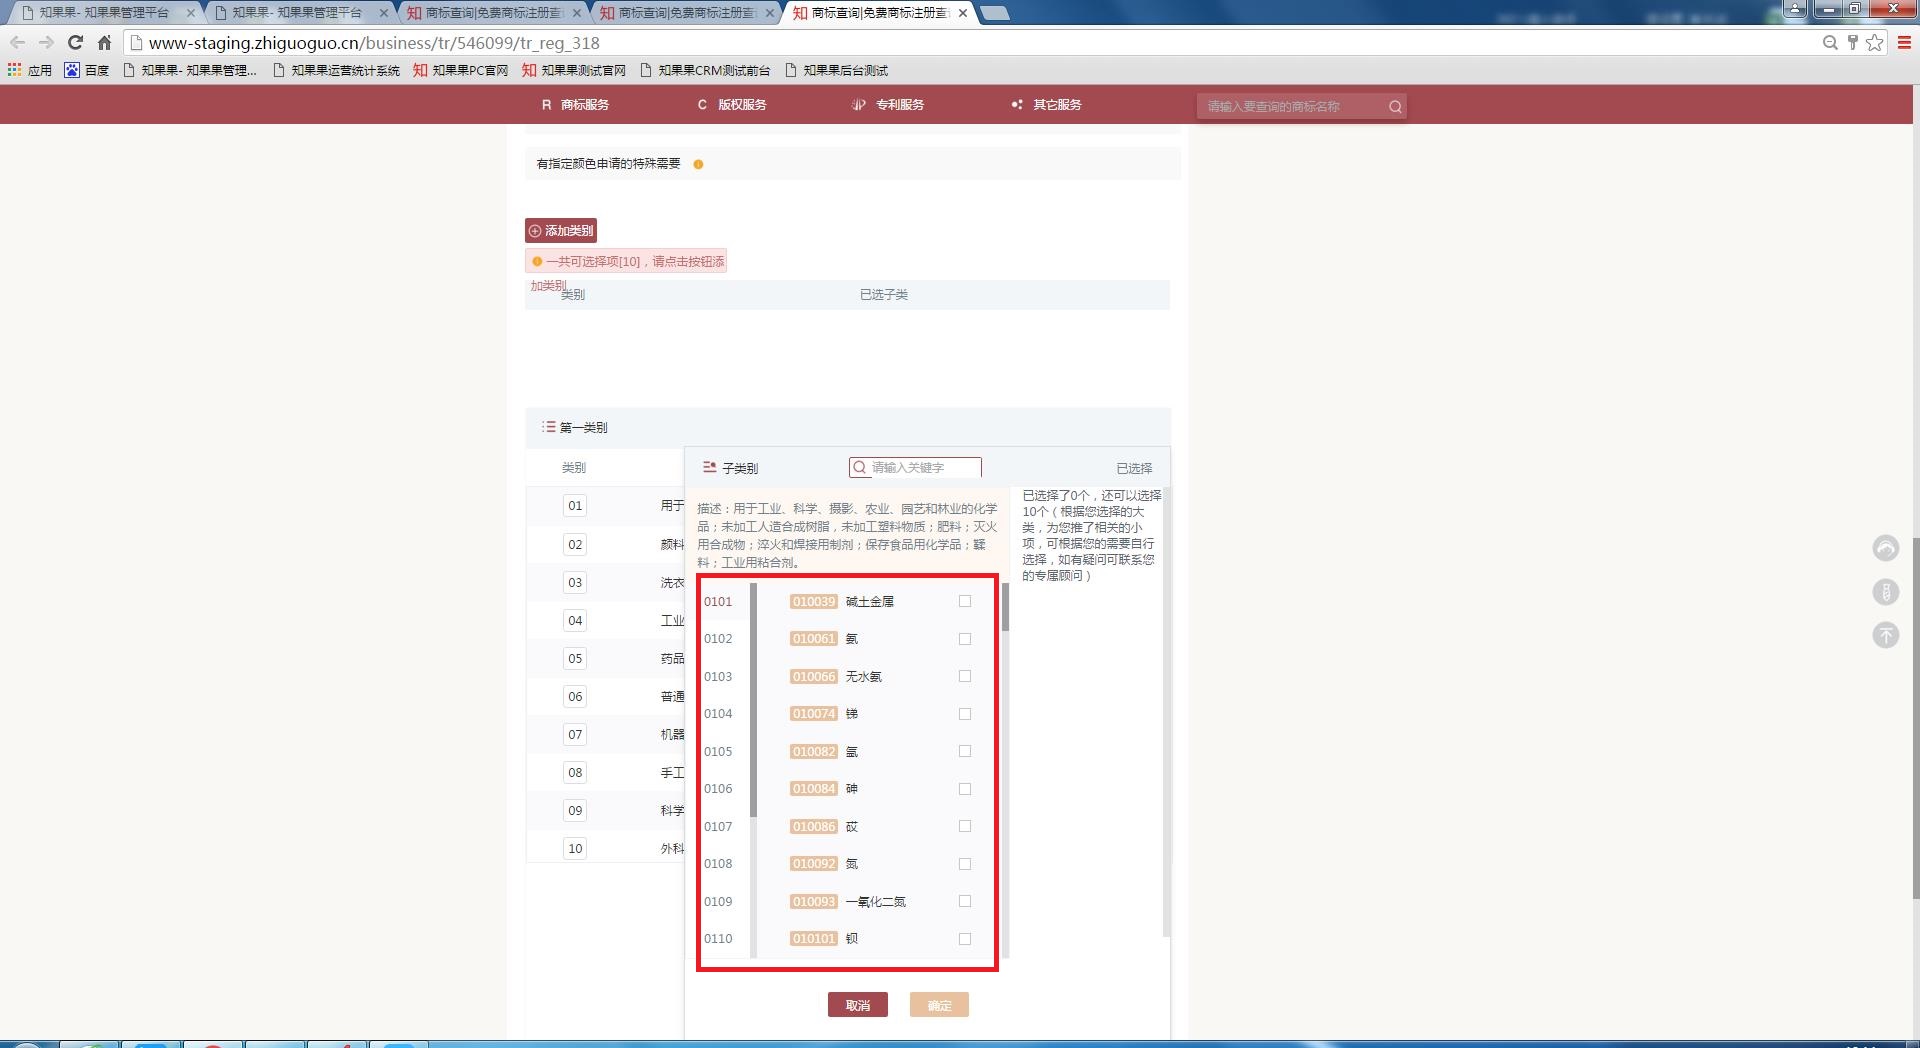 知果果- 知果果管理平台
知果果- 知果果管理平台
商标查询|免费商标注册查
商标查询|免费商标注册查
商标查询|免费商标注册查
www-staging.zhiguoguo.cn/business/tr/546099/tr_reg_318
应用 百度 知果果- 知果果管理... 知果果运营统计系统 知果果PC官网 知果果测试官网 知果果CRM测试前台 知果果后台测试
R 商标服务 C 版权服务 专利服务 其它服务 请输入要查询的商标名称
有指定颜色申请的特殊需要
添加类别
一共可选择项[10]，请点击按钮添
加类别
类别 已选子类
第一类别
类别
子类别 请输入关键字 已选择
01 用于
02 颜料
03 洗衣
04 工业
05 药品
06 普通
07 机器
08 手工
09 科学
10 外科
描述：用于工业、科学、摄影、农业、园艺和林业的化学
品；未加工人造合成树脂，未加工塑料物质；肥料；灭火
用合成物；淬火和焊接用制剂；保存食品用化学品；鞣
料；工业用粘合剂。
已选择了0个，还可以选择
10个（根据您选择的大
类，为您推了相关的小
项，可根据您的需要自行
选择，如有疑问可联系您
的专属顾问）
0101 010039 碱土金属
0102 010061 氨
0103 010066 无水氨
0104 010074 锑
0105 010082 氩
0106 010084 砷
0107 010086 砹
0108 010092 氮
0109 010093 一氧化二氮
0110 010101 钡
取消 确定